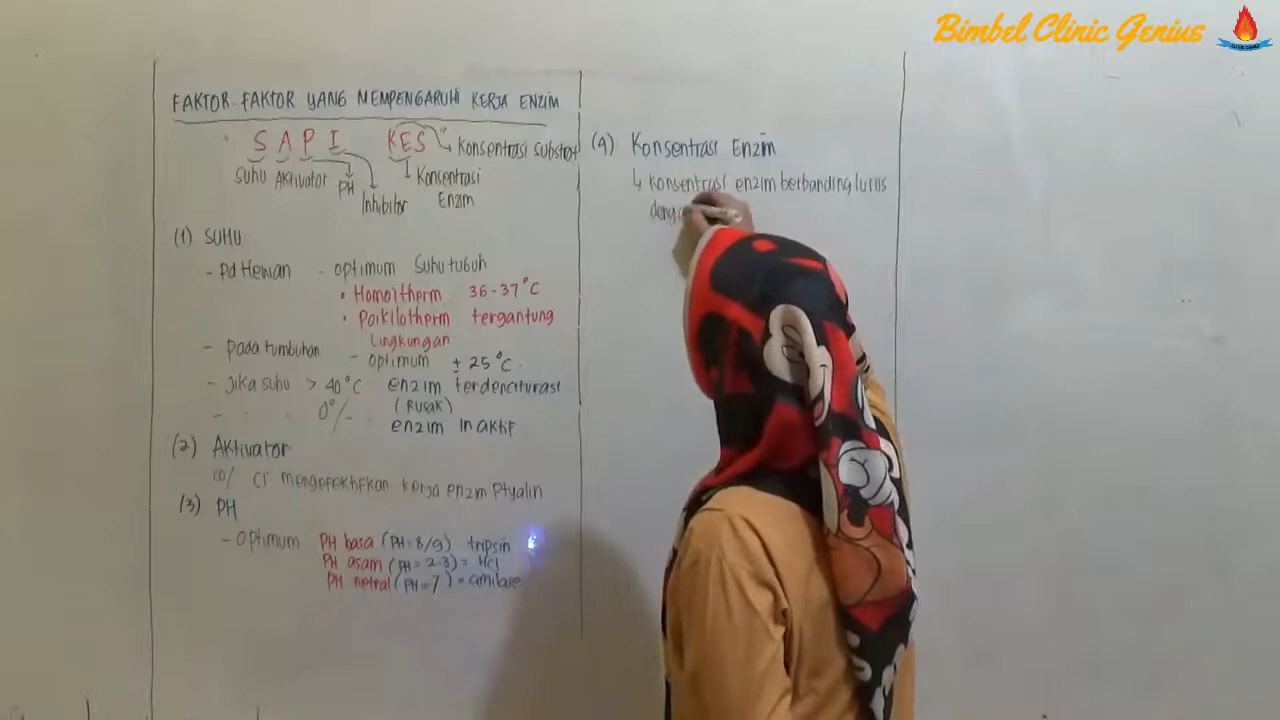 Bimbel Clinic Genius
FAKTOR-FAKTOR YANG MEMPENGARUHI KERJA ENZIM
S A P I KES
Konsentrasi Substrat
Suhu Aktivator PH Konsentrasi
Inhibitor Enzim
(1) SUHU
- Pd Hewan - optimum Suhu tubuh
• Homoitherm 36-37°C
• Poikilotherm tergantung
lingkungan
- Pada tumbuhan - optimum ± 25°C.
- Jika suhu > 40°C enzim terdenaturasi
(Rusak)
- " " 0°/- enzim inaktif
(2) Aktivator
Cl⁻ mengefektifkan kerja enzim Ptyalin
(3) PH
- Optimum PH basa (PH=8/9) tripsin
PH asam (PH = 2-3) = HCl
PH netral (PH=7) = amilase
(4) Konsentrasi Enzim
↳ Konsentrasi enzim berbanding lurus